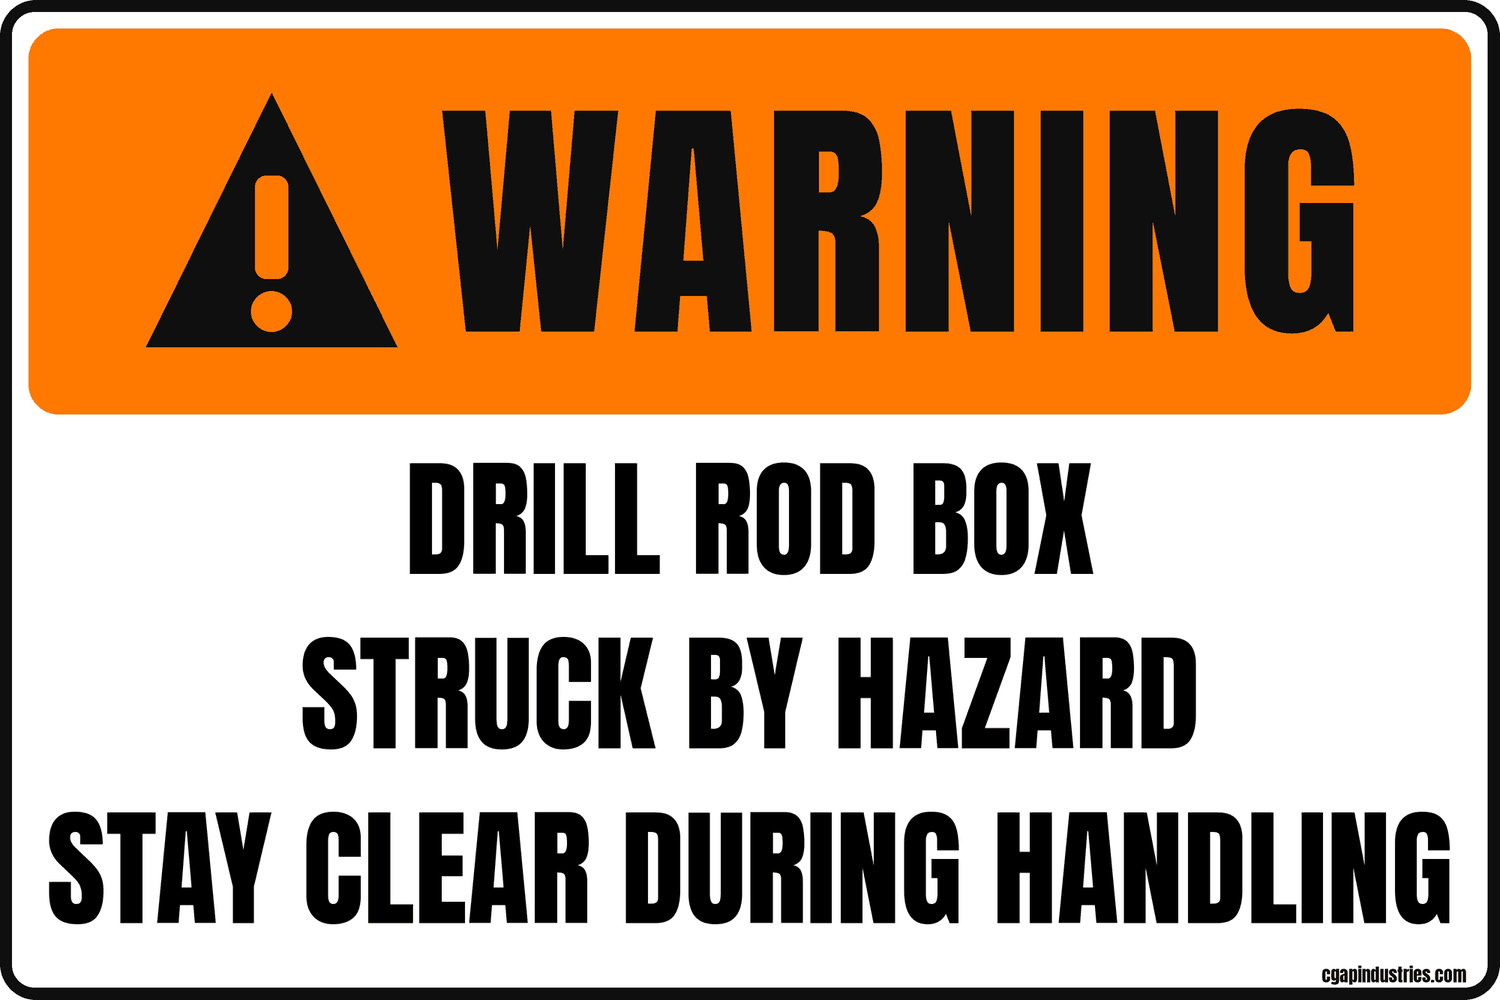 WARNING
DRILL ROD BOX
STRUCK BY HAZARD
STAY CLEAR DURING HANDLING
cgapindustries.com